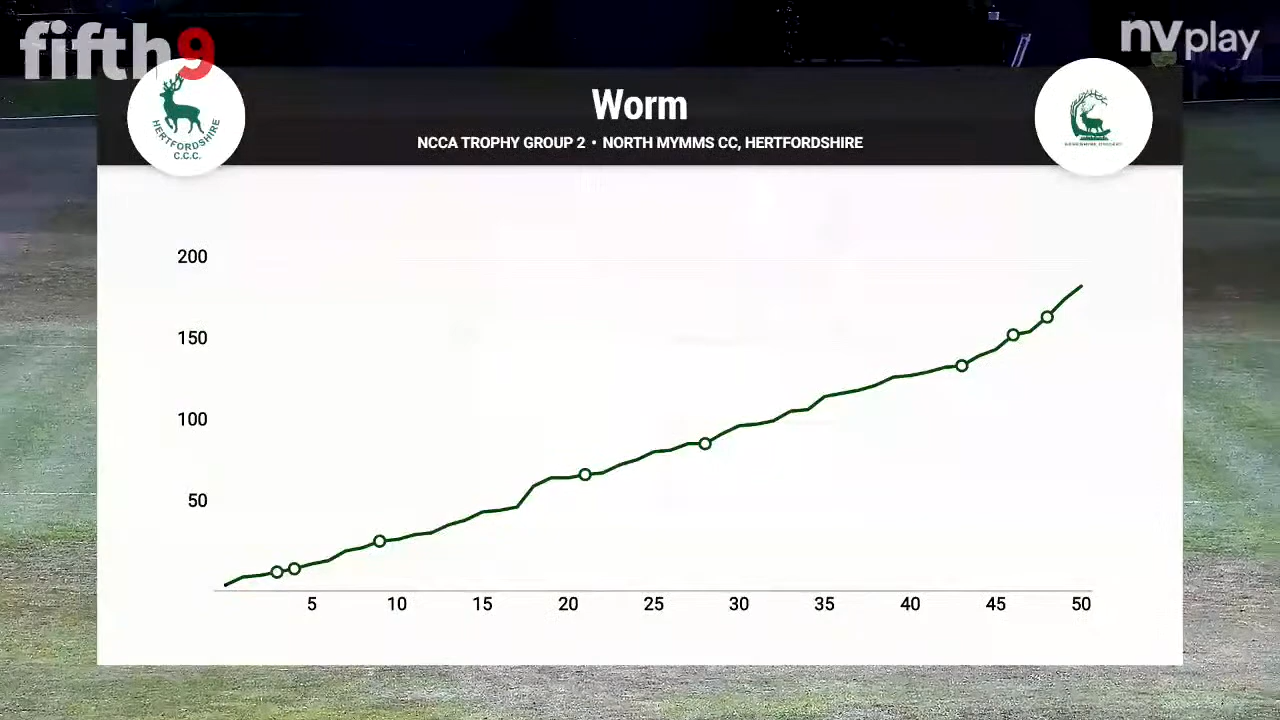 fifth9
nvplay
HERTFORDSHIRE
C.C.C.
Worm
NCCA TROPHY GROUP 2 • NORTH MYMMS CC, HERTFORDSHIRE
200
150
100
50
5 10 15 20 25 30 35 40 45 50